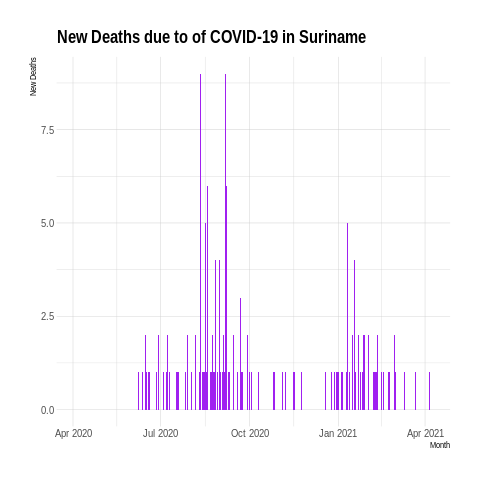 New Deaths due to of COVID-19 in Suriname
New Deaths
7.5
5.0
2.5
0.0
Apr 2020 Jul 2020 Oct 2020 Jan 2021 Apr 2021
Month